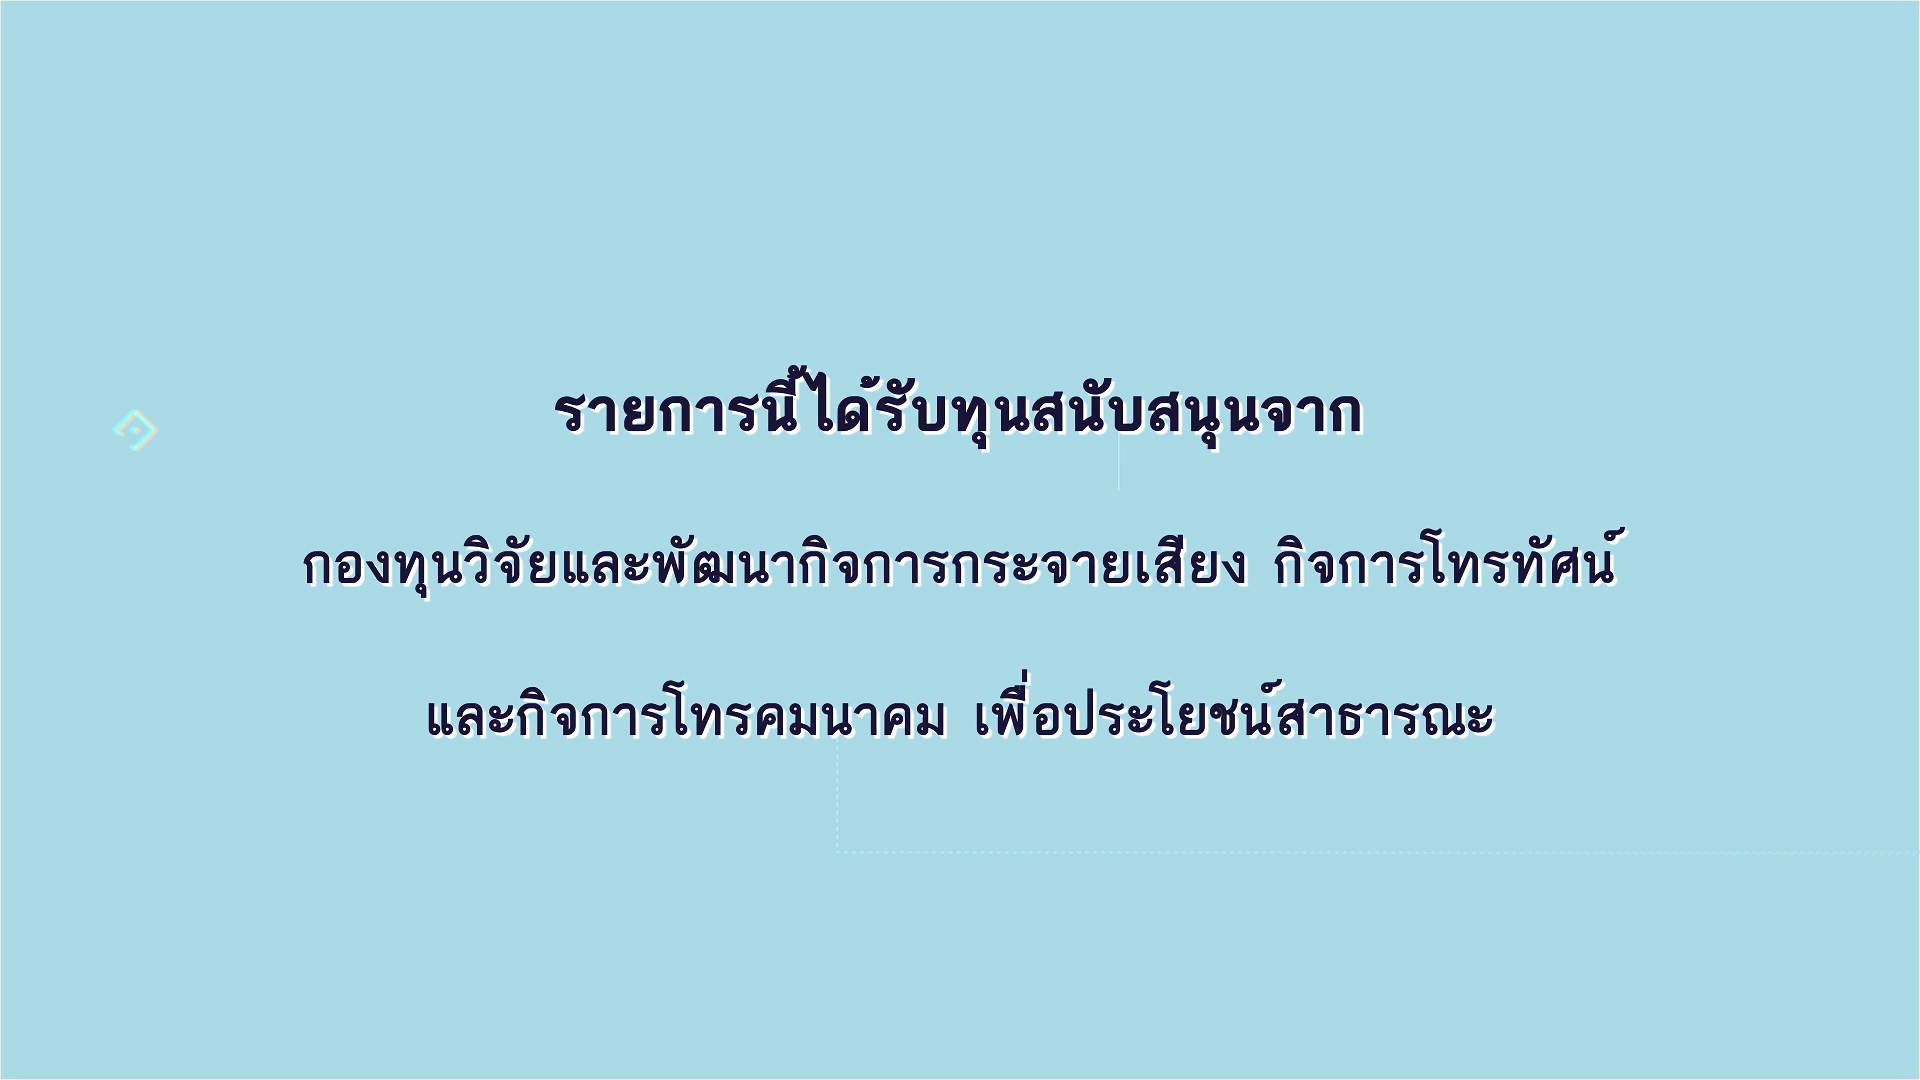 รายการนี้ได้รับทุนสนับสนุนจาก
กองทุนวิจัยและพัฒนากิจการกระจายเสียง กิจการโทรทัศน์
และกิจการโทรคมนาคม เพื่อประโยชน์สาธารณะ